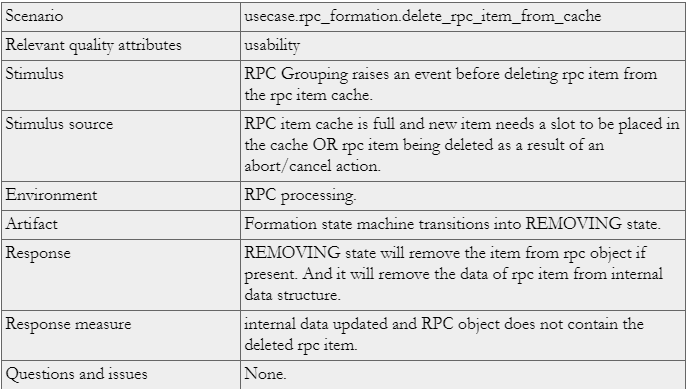 Scenario usecase.rpc_formation.delete_rpc_item_from_cache
Relevant quality attributes usability
Stimulus RPC Grouping raises an event before deleting rpc item from
the rpc item cache.
Stimulus source RPC item cache is full and new item needs a slot to be placed in
the cache OR rpc item being deleted as a result of an
abort/cancel action.
Environment RPC processing.
Artifact Formation state machine transitions into REMOVING state.
Response REMOVING state will remove the item from rpc object if
present. And it will remove the data of rpc item from internal
data structure.
Response measure internal data updated and RPC object does not contain the
deleted rpc item.
Questions and issues None.